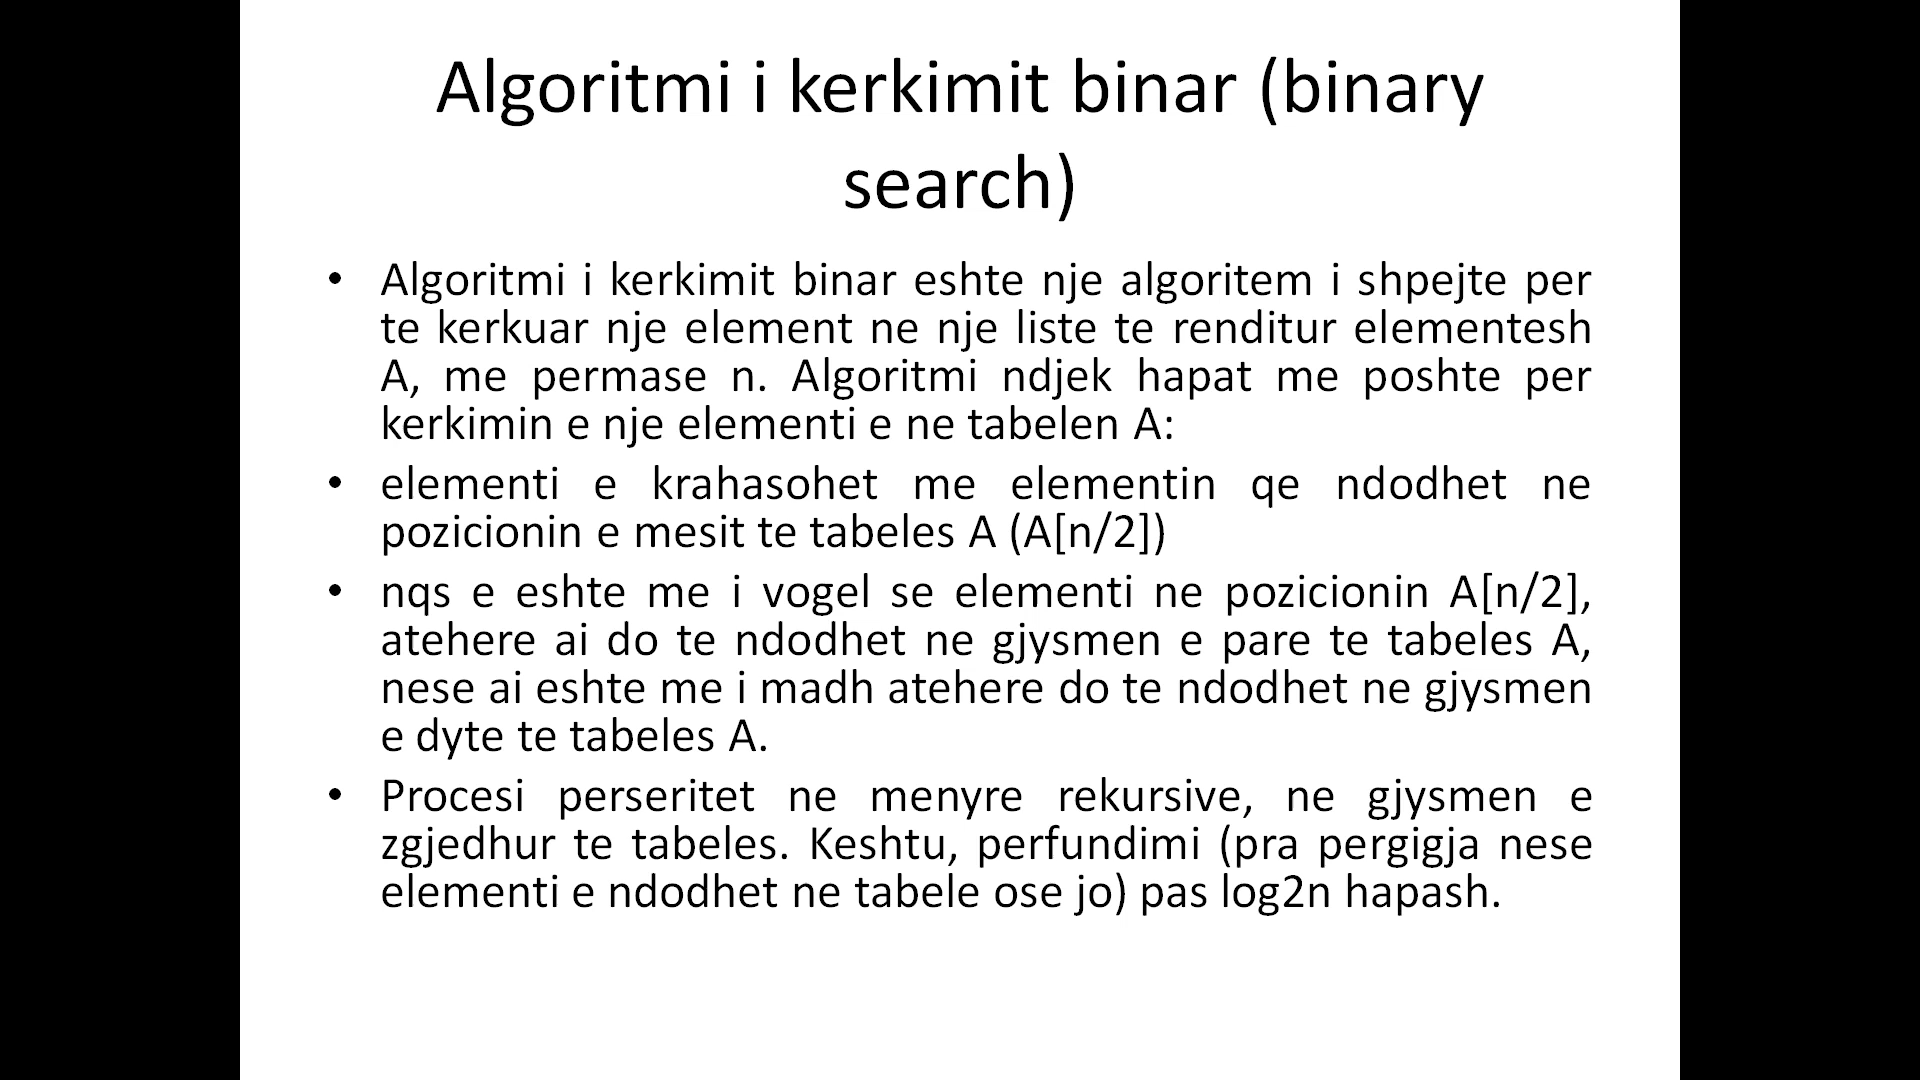 Algoritmi i kerkimit binar (binary
search)
• Algoritmi i kerkimit binar eshte nje algoritem i shpejte per
te kerkuar nje element ne nje liste te renditur elementesh
A, me permase n. Algoritmi ndjek hapat me poshte per
kerkimin e nje elementi e ne tabelen A:
• elementi e krahasohet me elementin qe ndodhet ne
pozicionin e mesit te tabeles A (A[n/2])
• nqs e eshte me i vogel se elementi ne pozicionin A[n/2],
atehere ai do te ndodhet ne gjysmen e pare te tabeles A,
nese ai eshte me i madh atehere do te ndodhet ne gjysmen
e dyte te tabeles A.
• Procesi perseritet ne menyre rekursive, ne gjysmen e
zgjedhur te tabeles. Keshtu, perfundimi (pra pergigja nese
elementi e ndodhet ne tabele ose jo) pas log2n hapash.